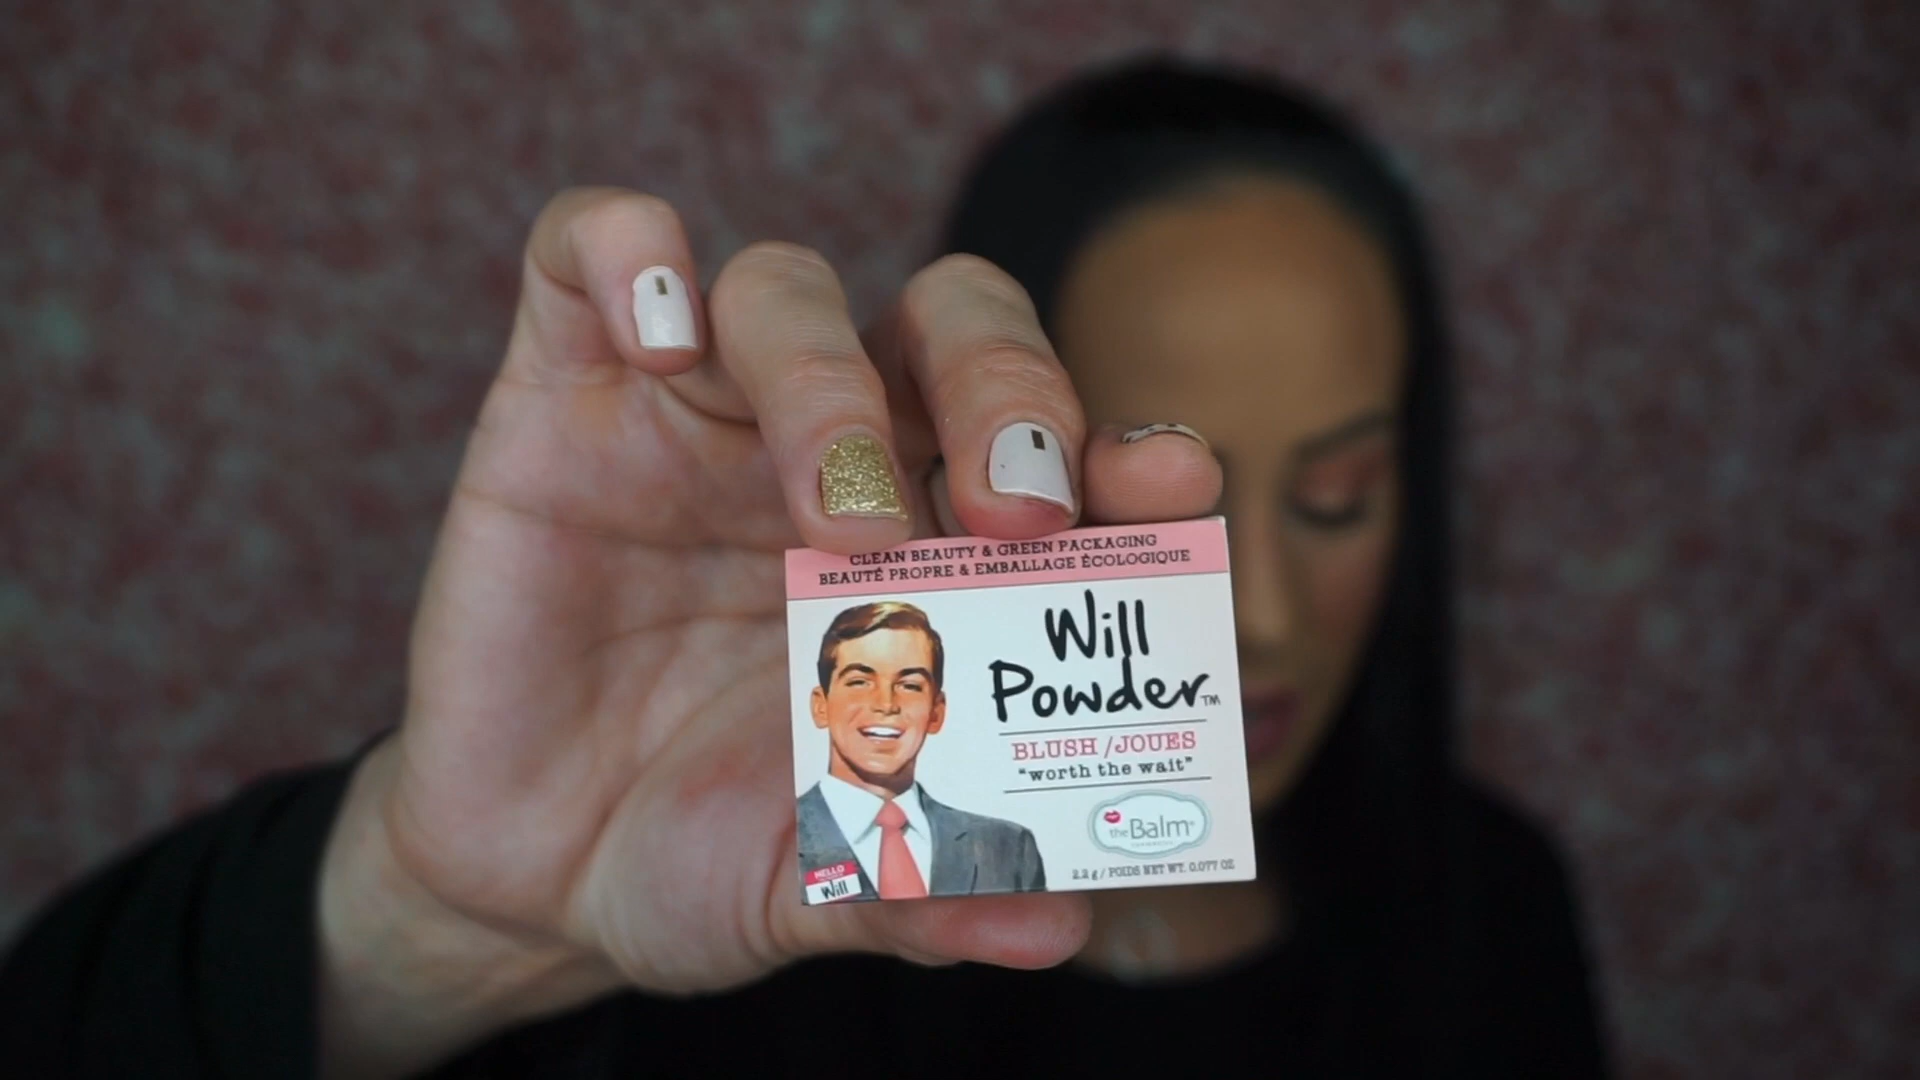 CLEAN BEAUTY & GREEN PACKAGING
BEAUTÉ PROPRE & EMBALLAGE ÉCOLOGIQUE
Will
Powder™
BLUSH /JOUES
"worth the wait"
theBalm®
2.2 g / POIDS NET WT. 0.077 OZ
HELLO
Will